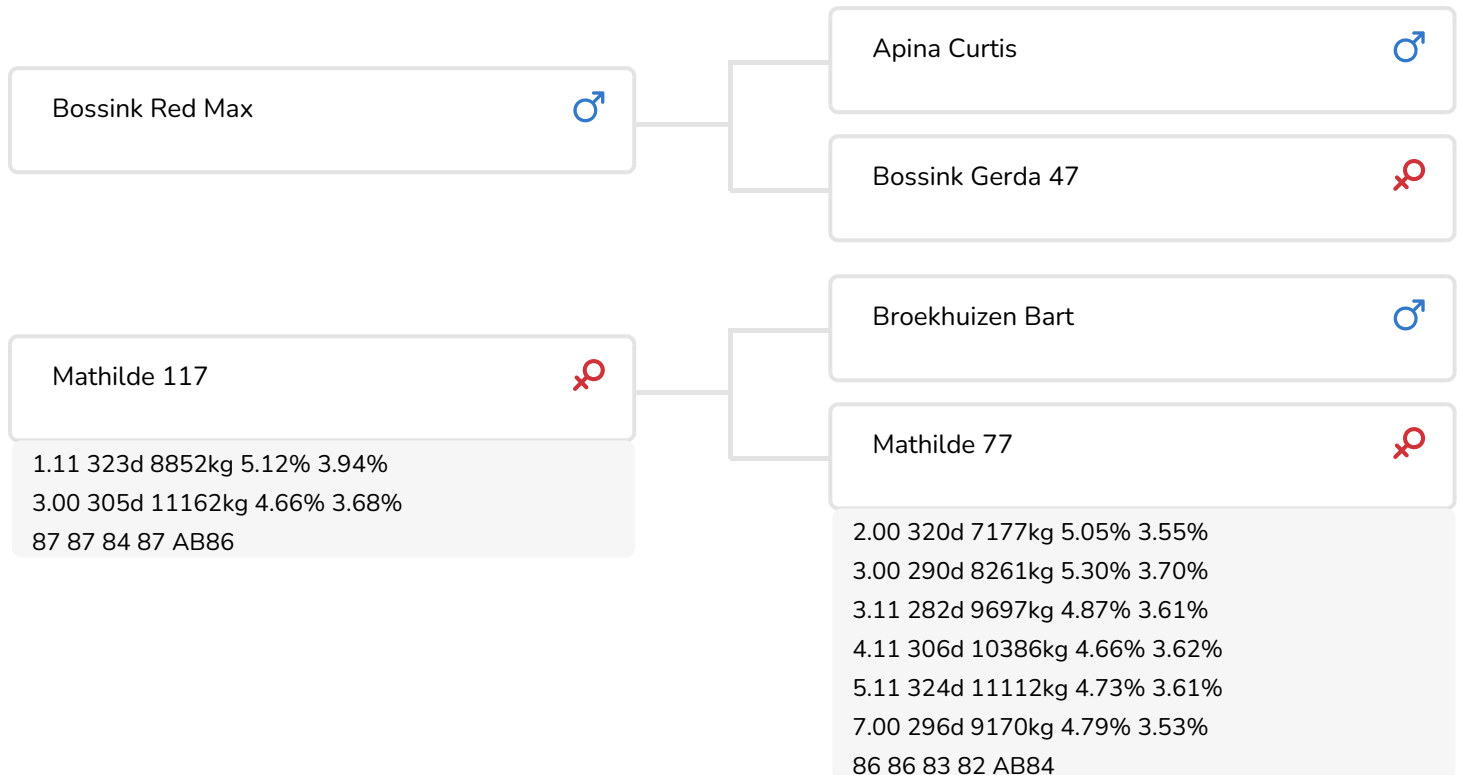 Bossink Red Max
Apina Curtis
Bossink Gerda 47
Mathilde 117
1.11 323d 8852kg 5.12% 3.94%
3.00 305d 11162kg 4.66% 3.68%
87 87 84 87 AB86
Broekhuizen Bart
Mathilde 77
2.00 320d 7177kg 5.05% 3.55%
3.00 290d 8261kg 5.30% 3.70%
3.11 282d 9697kg 4.87% 3.61%
4.11 306d 10386kg 4.66% 3.62%
5.11 324d 11112kg 4.73% 3.61%
7.00 296d 9170kg 4.79% 3.53%
86 86 83 82 AB84